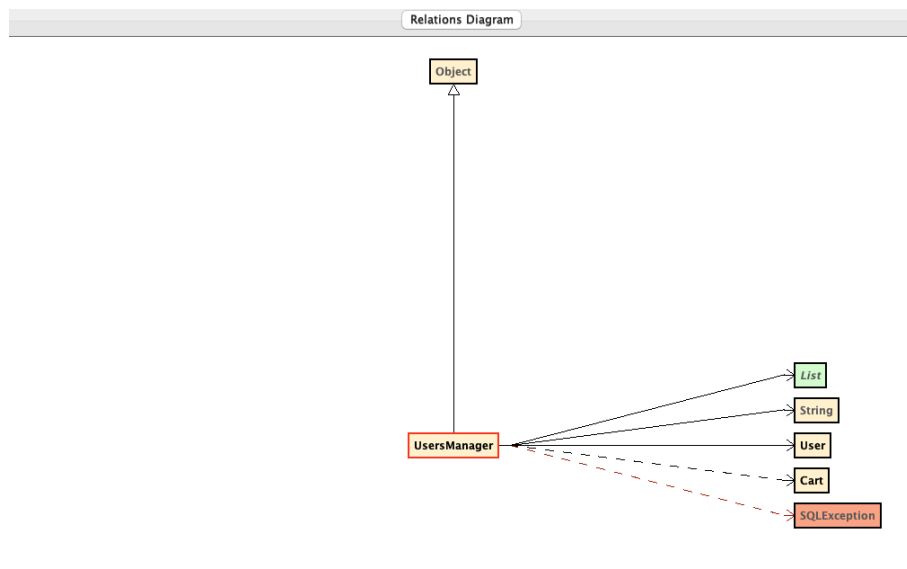 Relations Diagram
Object
List
String
UsersManager
User
Cart
SQLException